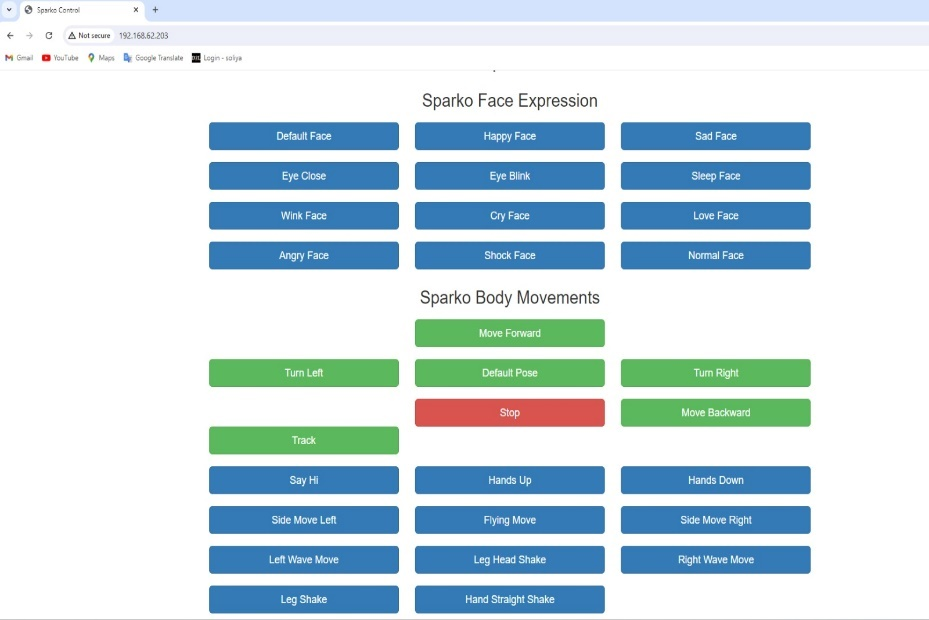 Sparko Control
Not secure 192.168.62.203
Gmail YouTube Maps Google Translate Login - soliya
Sparko Face Expression
Default Face Happy Face Sad Face
Eye Close Eye Blink Sleep Face
Wink Face Cry Face Love Face
Angry Face Shock Face Normal Face
Sparko Body Movements
Move Forward
Turn Left Default Pose Turn Right
Stop Move Backward
Track
Say Hi Hands Up Hands Down
Side Move Left Flying Move Side Move Right
Left Wave Move Leg Head Shake Right Wave Move
Leg Shake Hand Straight Shake